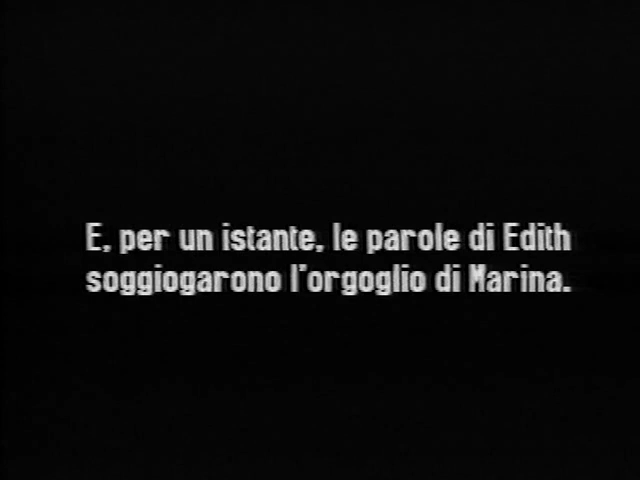 E, per un istante, le parole di Edith
soggiogarono l'orgoglio di Marina.